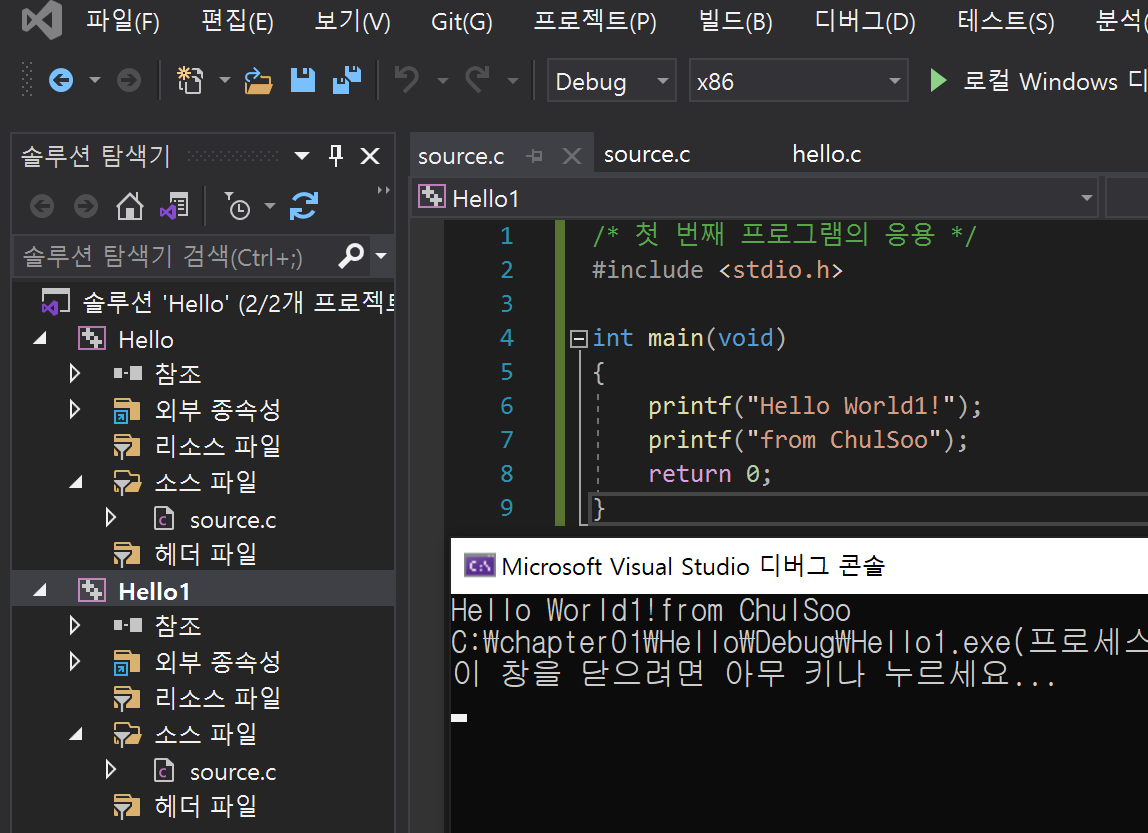 파일(F) 편집(E) 보기(V) Git(G) 프로젝트(P) 빌드(B) 디버그(D) 테스트(S) 분석(
Debug x86 로컬 Windows 디
솔루션 탐색기
솔루션 탐색기 검색(Ctrl+;)
솔루션 'Hello' (2/2개 프로젝트
Hello
참조
외부 종속성
리소스 파일
소스 파일
source.c
헤더 파일
Hello1
참조
외부 종속성
리소스 파일
소스 파일
source.c
헤더 파일
source.c source.c hello.c
Hello1
1 /* 첫 번째 프로그램의 응용 */
2 #include <stdio.h>
3
4 int main(void)
5 {
6 printf("Hello World1!");
7 printf("from ChulSoo");
8 return 0;
9 }
C:\ Microsoft Visual Studio 디버그 콘솔
Hello World1!from ChulSoo
C:₩chapter01₩Hello₩Debug₩Hello1.exe(프로세스
이 창을 닫으려면 아무 키나 누르세요...